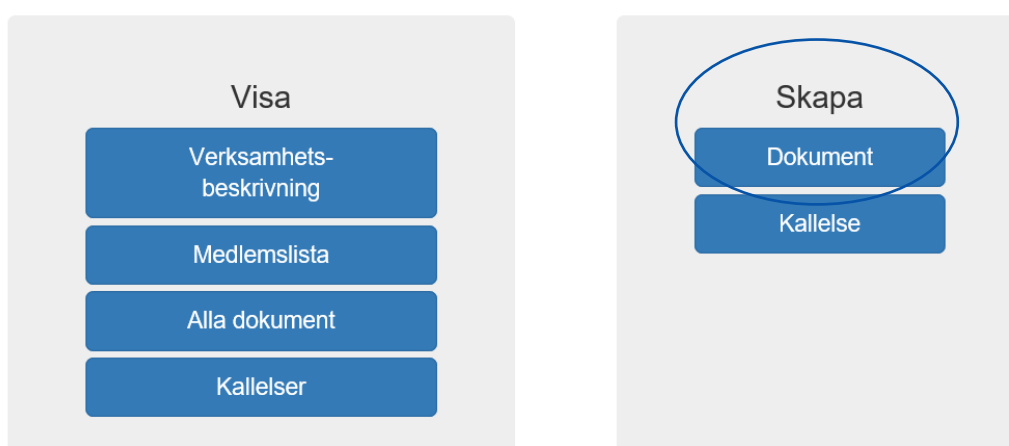 Visa
Verksamhets-
beskrivning
Medlemslista
Alla dokument
Kallelser
Skapa
Dokument
Kallelse